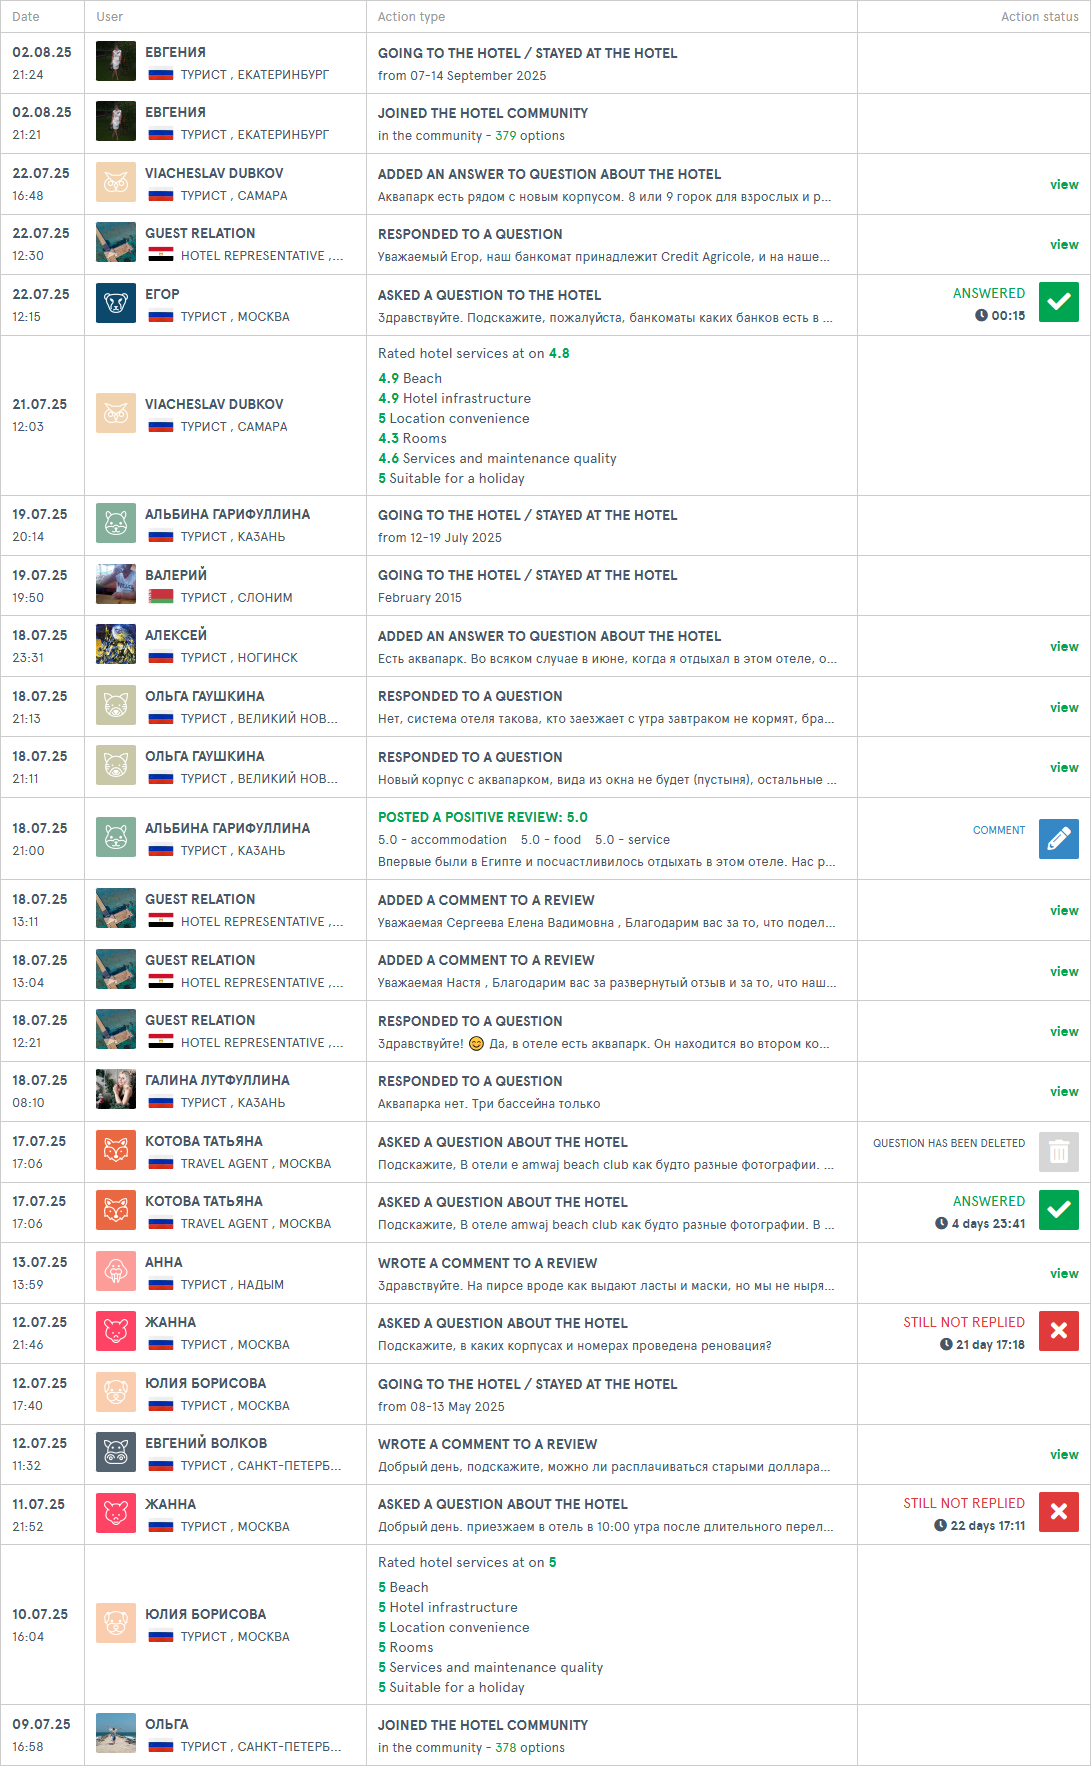 Date User Action type Action status
02.08.25 ЕВГЕНИЯ GOING TO THE HOTEL / STAYED AT THE HOTEL
21:24 ТУРИСТ , ЕКАТЕРИНБУРГ from 07-14 September 2025
02.08.25 ЕВГЕНИЯ JOINED THE HOTEL COMMUNITY
21:21 ТУРИСТ , ЕКАТЕРИНБУРГ in the community - 379 options
22.07.25 VIACHESLAV DUBKOV ADDED AN ANSWER TO QUESTION ABOUT THE HOTEL
16:48 ТУРИСТ , САМАРА Аквапарк есть рядом с новым корпусом. 8 или 9 горок для взрослых и р... view
22.07.25 GUEST RELATION RESPONDED TO A QUESTION
12:30 HOTEL REPRESENTATIVE ,... Уважаемый Егор, наш банкомат принадлежит Credit Agricole, и на наше... view
22.07.25 ЕГОР ASKED A QUESTION TO THE HOTEL ANSWERED
12:15 ТУРИСТ , МОСКВА Здравствуйте. Подскажите, пожалуйста, банкоматы каких банков есть в ... 00:15
Rated hotel services at on 4.8
4.9 Beach
4.9 Hotel infrastructure
21.07.25 VIACHESLAV DUBKOV 5 Location convenience
12:03 ТУРИСТ , САМАРА 4.3 Rooms
4.6 Services and maintenance quality
5 Suitable for a holiday
19.07.25 АЛЬБИНА ГАРИФУЛЛИНА GOING TO THE HOTEL / STAYED AT THE HOTEL
20:14 ТУРИСТ , КАЗАНЬ from 12-19 July 2025
19.07.25 ВАЛЕРИЙ GOING TO THE HOTEL / STAYED AT THE HOTEL
19:50 ТУРИСТ , СЛОНИМ February 2015
18.07.25 АЛЕКСЕЙ ADDED AN ANSWER TO QUESTION ABOUT THE HOTEL
23:31 ТУРИСТ , НОГИНСК Есть аквапарк. Во всяком случае в июне, когда я отдыхал в этом отеле, о... view
18.07.25 ОЛЬГА ГАУШКИНА RESPONDED TO A QUESTION
21:13 ТУРИСТ , ВЕЛИКИЙ НОВ... Нет, система отеля такова, кто заезжает с утра завтраком не кормят, бра... view
18.07.25 ОЛЬГА ГАУШКИНА RESPONDED TO A QUESTION
21:11 ТУРИСТ , ВЕЛИКИЙ НОВ... Новый корпус с аквапарком, вида из окна не будет (пустыня), остальные ... view
18.07.25 АЛЬБИНА ГАРИФУЛЛИНА POSTED A POSITIVE REVIEW: 5.0
21:00 ТУРИСТ , КАЗАНЬ 5.0 - accommodation 5.0 - food 5.0 - service COMMENT
Впервые были в Египте и посчастливилось отдыхать в этом отеле. Нас р...
18.07.25 GUEST RELATION ADDED A COMMENT TO A REVIEW
13:11 HOTEL REPRESENTATIVE ,... Уважаемая Сергеева Елена Вадимовна , Благодарим вас за то, что подел... view
18.07.25 GUEST RELATION ADDED A COMMENT TO A REVIEW
13:04 HOTEL REPRESENTATIVE ,... Уважаемая Настя , Благодарим вас за развернутый отзыв и за то, что наш... view
18.07.25 GUEST RELATION RESPONDED TO A QUESTION
12:21 HOTEL REPRESENTATIVE ,... Здравствуйте! 😊 Да, в отеле есть аквапарк. Он находится во втором ко... view
18.07.25 ГАЛИНА ЛУТФУЛЛИНА RESPONDED TO A QUESTION
08:10 ТУРИСТ , КАЗАНЬ Аквапарка нет. Три бассейна только view
17.07.25 КОТОВА ТАТЬЯНА ASKED A QUESTION ABOUT THE HOTEL QUESTION HAS BEEN DELETED
17:06 TRAVEL AGENT , МОСКВА Подскажите, В отели е amwaj beach club как будто разные фотографии. ...
17.07.25 КОТОВА ТАТЬЯНА ASKED A QUESTION ABOUT THE HOTEL ANSWERED
17:06 TRAVEL AGENT , МОСКВА Подскажите, В отеле amwaj beach club как будто разные фотографии. В ... 4 days 23:41
13.07.25 АННА WROTE A COMMENT TO A REVIEW
13:59 ТУРИСТ , НАДЫМ Здравствуйте. На пирсе вроде как выдают ласты и маски, но мы не ныря... view
12.07.25 ЖАННА ASKED A QUESTION ABOUT THE HOTEL STILL NOT REPLIED
21:46 ТУРИСТ , МОСКВА Подскажите, в каких корпусах и номерах проведена реновация? 21 day 17:18
12.07.25 ЮЛИЯ БОРИСОВА GOING TO THE HOTEL / STAYED AT THE HOTEL
17:40 ТУРИСТ , МОСКВА from 08-13 May 2025
12.07.25 ЕВГЕНИЙ ВОЛКОВ WROTE A COMMENT TO A REVIEW
11:32 ТУРИСТ , САНКТ-ПЕТЕРБ... Добрый день, подскажите, можно ли расплачиваться старыми доллара... view
11.07.25 ЖАННА ASKED A QUESTION ABOUT THE HOTEL STILL NOT REPLIED
21:52 ТУРИСТ , МОСКВА Добрый день. приезжаем в отель в 10:00 утра после длительного перел... 22 days 17:11
Rated hotel services at on 5
5 Beach
5 Hotel infrastructure
10.07.25 ЮЛИЯ БОРИСОВА 5 Location convenience
16:04 ТУРИСТ , МОСКВА 5 Rooms
5 Services and maintenance quality
5 Suitable for a holiday
09.07.25 ОЛЬГА JOINED THE HOTEL COMMUNITY
16:58 ТУРИСТ , САНКТ-ПЕТЕРБ... in the community - 378 options